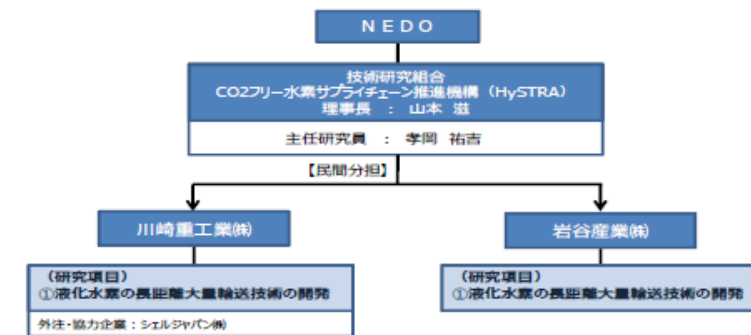 NEDO
技術研究組合
CO2フリー水素サプライチェーン推進機構（HySTRA）
理事長 ： 山本 滋
主任研究員 ： 孝岡 祐吉
【民間分担】
川崎重工業㈱
岩谷産業㈱
（研究項目）
①液化水素の長距離大量輸送技術の開発
外注・協力企業：シェルジャパン㈱
（研究項目）
①液化水素の長距離大量輸送技術の開発